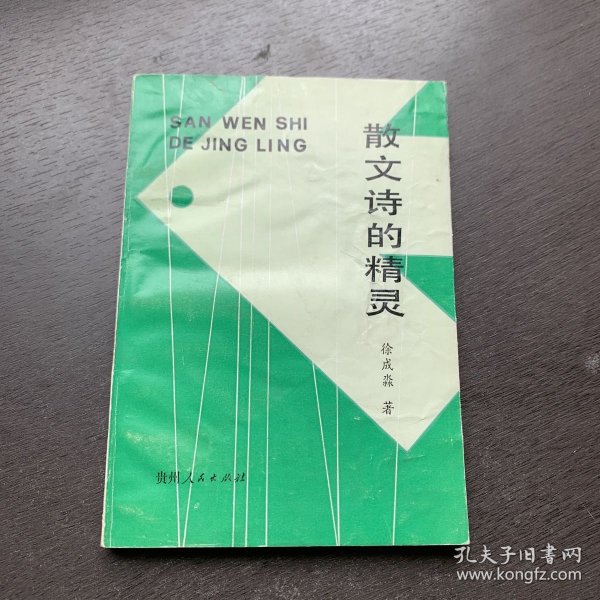 SAN WEN SHI
DE JING LING
散文诗的精灵
徐成淼 著
贵州人民出版社
孔夫子旧书网
www.kongfz.com